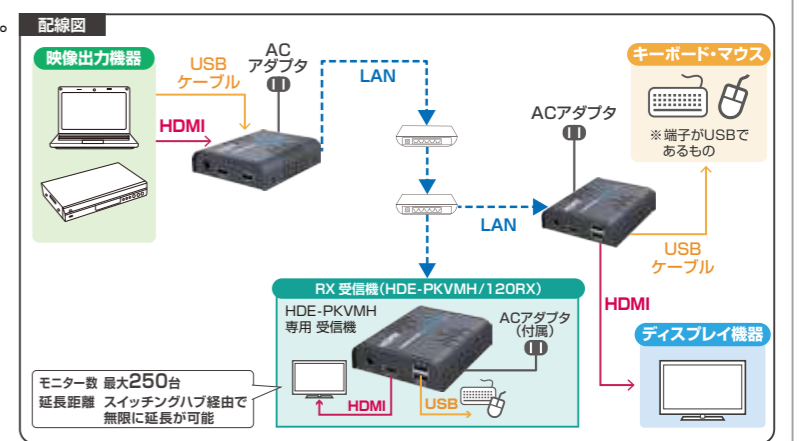 。
配線図
映像出力機器
USB
ケーブル
HDMI
AC
アダプタ
LAN
ACアダプタ
キーボード・マウス
※端子がUSBで
あるもの
LAN
USB
ケーブル
HDMI
ディスプレイ機器
RX 受信機(HDE-PKVMH/120RX)
HDE-PKVMH
専用 受信機
ACアダプタ
(付属)
HDMI
USB
モニター数 最大250台
延長距離 スイッチングハブ経由で
無限に延長が可能